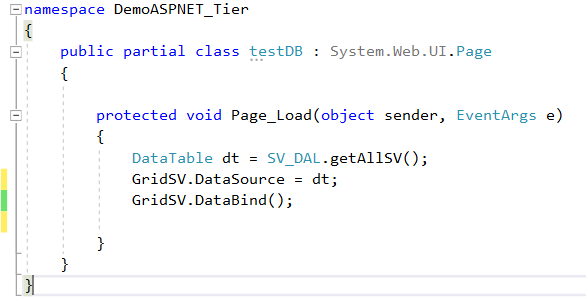 namespace DemoASPNET_Tier
{
    public partial class testDB : System.Web.UI.Page
    {

        protected void Page_Load(object sender, EventArgs e)
        {
            DataTable dt = SV_DAL.getAllSV();
            GridSV.DataSource = dt;
            GridSV.DataBind();

        }
    }
}